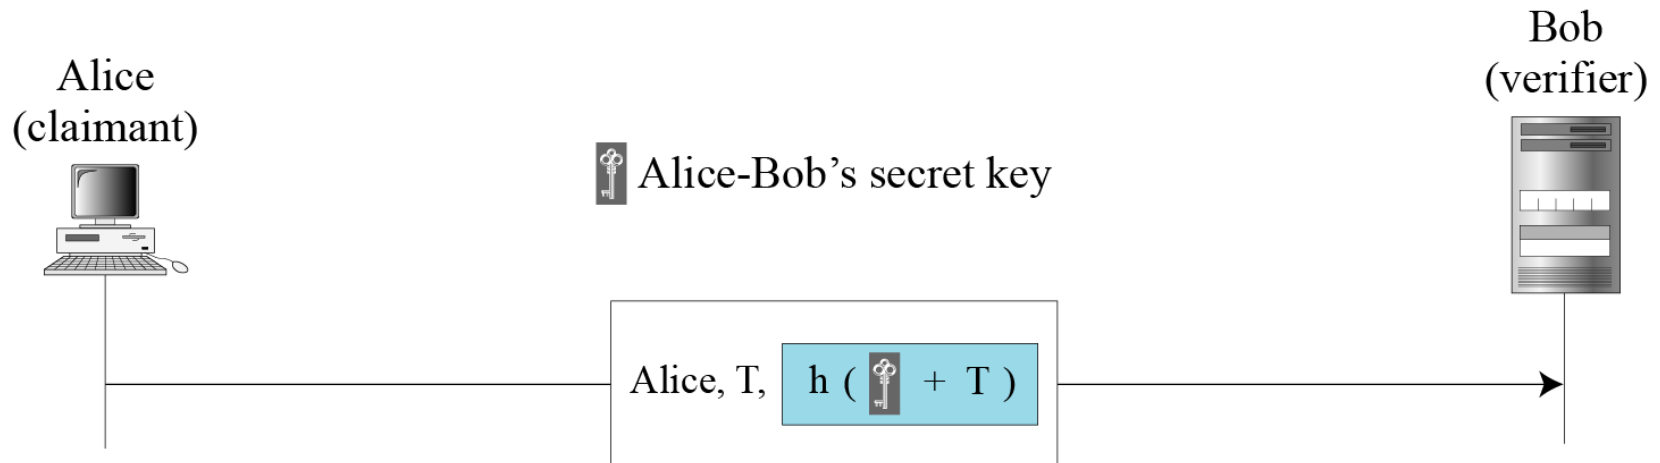 Alice
(claimant)
Bob
(verifier)
Alice-Bob’s secret key
Alice, T, h ( + T )